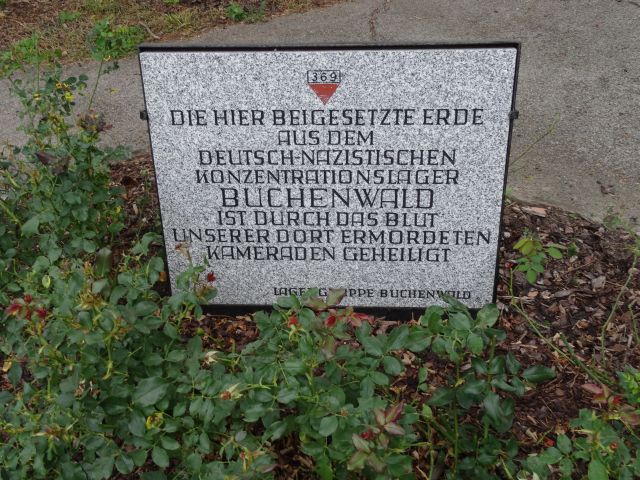 369
DIE HIER BEIGESETZTE ERDE
AUS DEM
DEUTSCH-NAZISTISCHEN
KONZENTRATIONSLAGER
BUCHENWALD
IST DURCH DAS BLUT
UNSERER DORT ERMORDETEN
KAMERADEN GEHEILIGT
LAGERGRUPPE BUCHENWALD